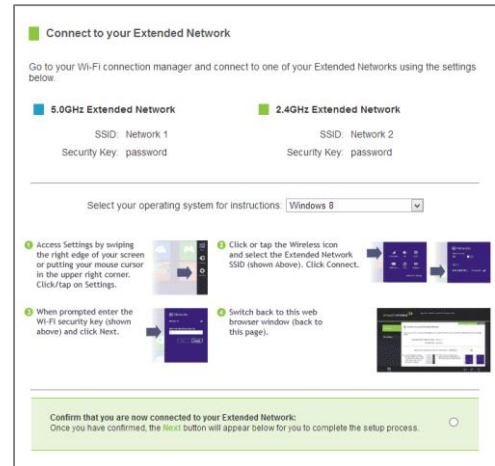 Connect to your Extended Network
Go to your Wi-Fi connection manager and connect to one of your Extended Networks using the settings
below.
5.0GHz Extended Network
SSID: Network 1
Security Key: password
2.4GHz Extended Network
SSID: Network 2
Security Key: password
Select your operating system for instructions: Windows 8
1 Access Settings by swiping
the right edge of your screen
or putting your mouse cursor
in the upper right corner.
Click/tap on Settings.
2 Click or tap the Wireless icon
and select the Extended Network
SSID (shown Above). Click Connect.
3 When prompted enter the
Wi-Fi security key (shown
above) and click Next.
4 Switch back to this web
browser window (back to
this page).
Confirm that you are now connected to your Extended Network:
Once you have confirmed, the Next button will appear below for you to complete the setup process.